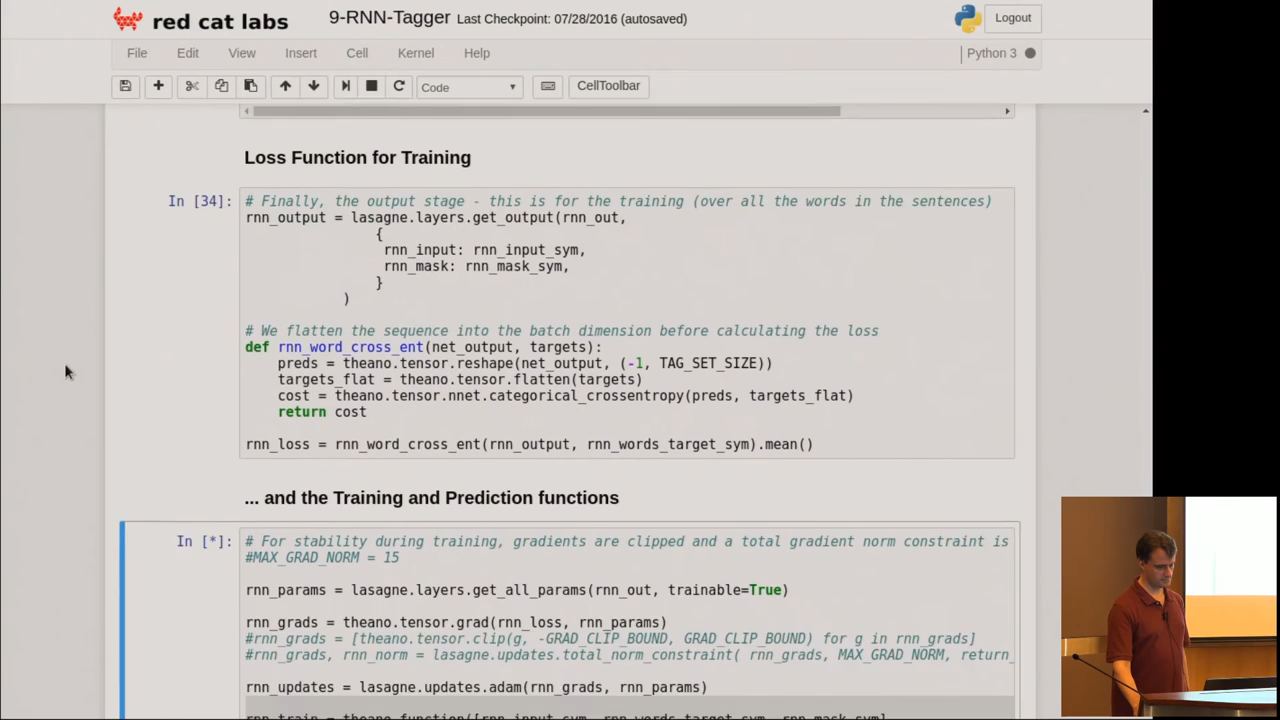 red cat labs 9-RNN-Tagger Last Checkpoint: 07/28/2016 (autosaved) Logout
File Edit View Insert Cell Kernel Help Python 3
Code CellToolbar
Loss Function for Training
In [34]: # Finally, the output stage - this is for the training (over all the words in the sentences)
rnn_output = lasagne.layers.get_output(rnn_out,
{
rnn_input: rnn_input_sym,
rnn_mask: rnn_mask_sym,
}
)
# We flatten the sequence into the batch dimension before calculating the loss
def rnn_word_cross_ent(net_output, targets):
preds = theano.tensor.reshape(net_output, (-1, TAG_SET_SIZE))
targets_flat = theano.tensor.flatten(targets)
cost = theano.tensor.nnet.categorical_crossentropy(preds, targets_flat)
return cost
rnn_loss = rnn_word_cross_ent(rnn_output, rnn_words_target_sym).mean()
... and the Training and Prediction functions
In [*]: # For stability during training, gradients are clipped and a total gradient norm constraint is
#MAX_GRAD_NORM = 15
rnn_params = lasagne.layers.get_all_params(rnn_out, trainable=True)
rnn_grads = theano.tensor.grad(rnn_loss, rnn_params)
#rnn_grads = [theano.tensor.clip(g, -GRAD_CLIP_BOUND, GRAD_CLIP_BOUND) for g in rnn_grads]
#rnn_grads, rnn_norm = lasagne.updates.total_norm_constraint( rnn_grads, MAX_GRAD_NORM, return_
rnn_updates = lasagne.updates.adam(rnn_grads, rnn_params)
rnn_train = theano.function([rnn_input_sym, rnn_words_target_sym, rnn_mask_sym],